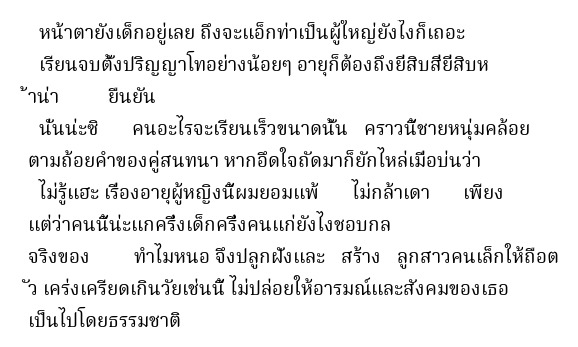 หน้าตายังเด็กอยู่เลย ถึงจะแอ็กท่าเป็นผู้ใหญ่ยังไงก็เถอะ
เรียนจบตั้งปริญญาโทอย่างน้อยๆ อายุก็ต้องถึงยี่สิบสี่ยี่สิบห
้าน่า ยืนยัน
นั่นน่ะซิ คนอะไรจะเรียนเร็วขนาดนั้น คราวนี้ชายหนุ่มคล้อย
ตามถ้อยคำของคู่สนทนา หากอึดใจถัดมาก็ยักไหล่เมื่อบ่นว่า
ไม่รู้แฮะ เรื่องอายุผู้หญิงนี่ผมยอมแพ้ ไม่กล้าเดา เพียง
แต่ว่าคนนี้น่ะแกครึ่งเด็กครึ่งคนแก่ยังไงชอบกล
จริงของ ทำไมหนอ จึงปลูกฝังและ สร้าง ลูกสาวคนเล็กให้ถือต
ัว เคร่งเครียดเกินวัยเช่นนี้ ไม่ปล่อยให้อารมณ์และสังคมของเธอ
เป็นไปโดยธรรมชาติ